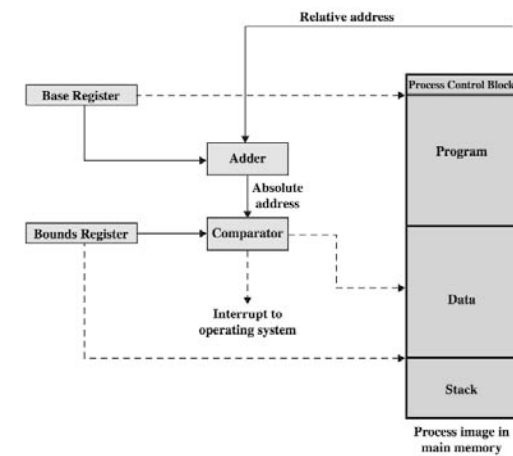 Relative address
Process Control Block
Base Register
Program
Adder
Absolute
address
Bounds Register
Comparator
Data
Interrupt to
operating system
Stack
Process image in
main memory